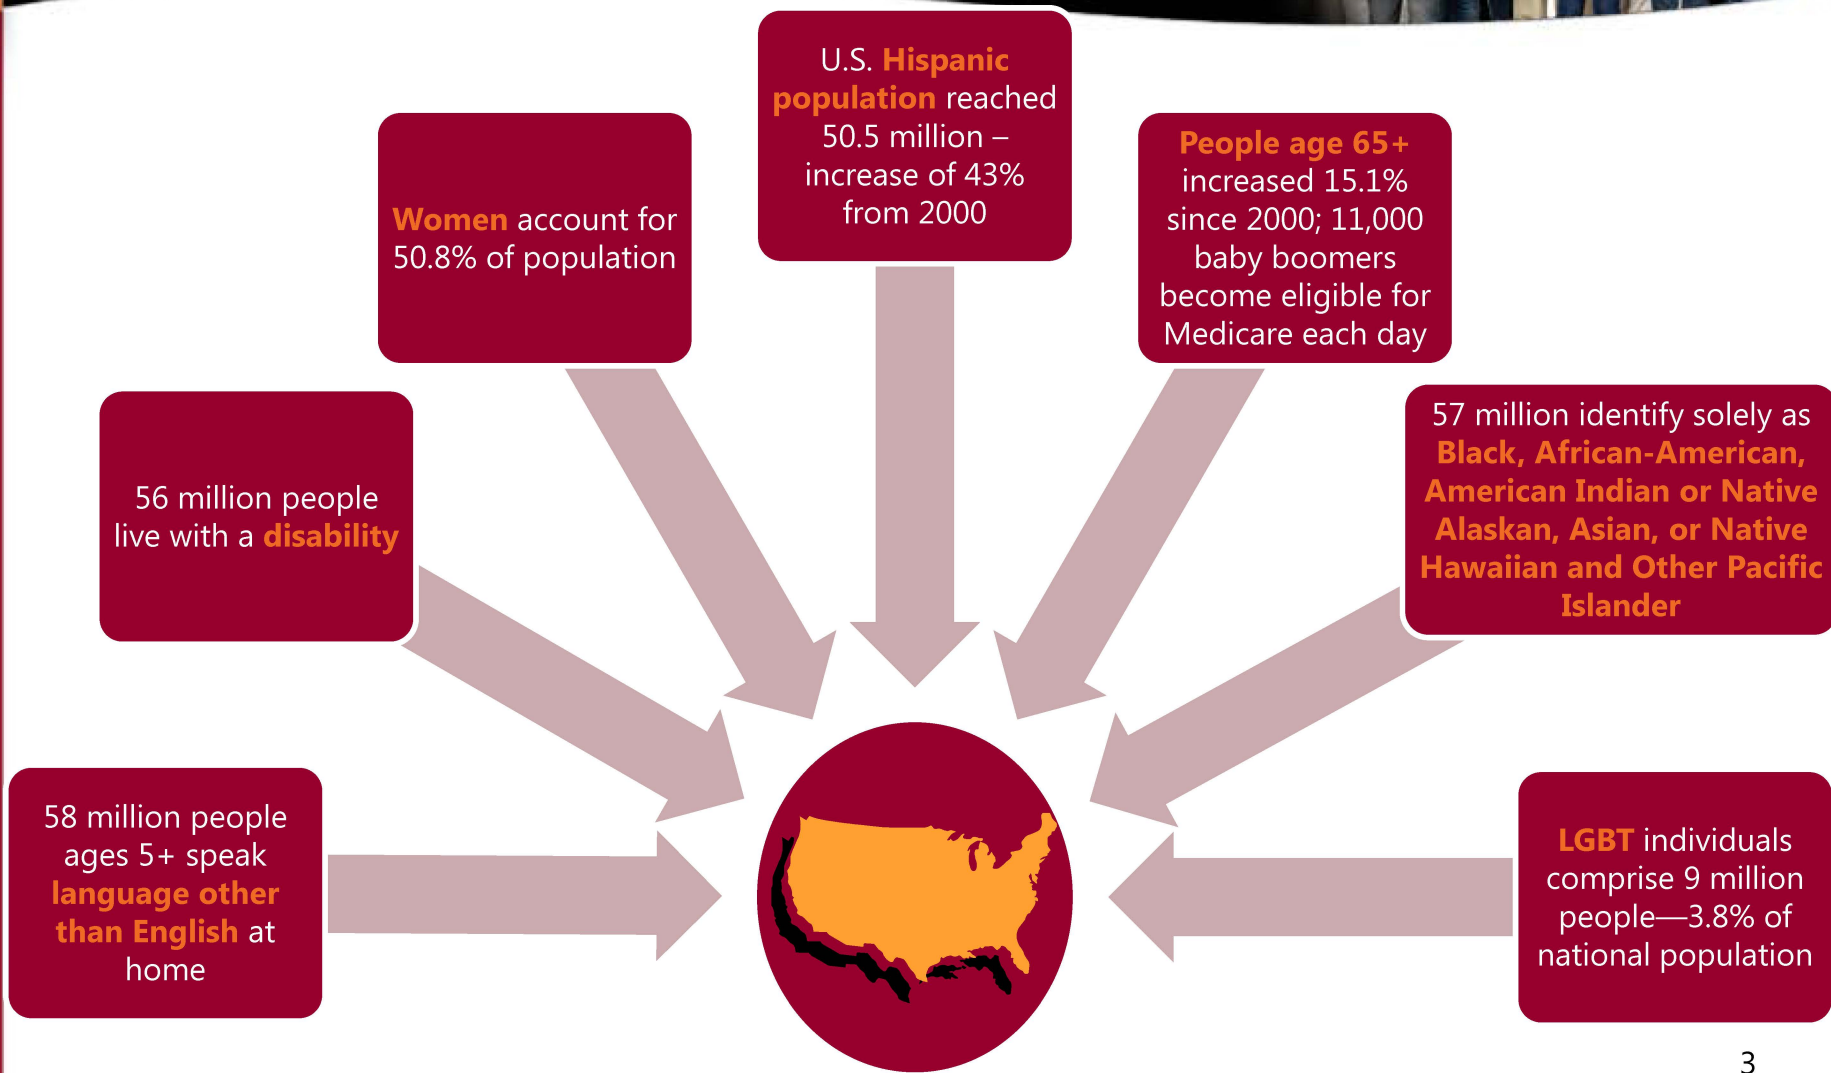 U.S. Hispanic
population reached
50.5 million –
increase of 43%
from 2000
Women account for
50.8% of population
People age 65+
increased 15.1%
since 2000; 11,000
baby boomers
become eligible for
Medicare each day
56 million people
live with a disability
57 million identify solely as
Black, African-American,
American Indian or Native
Alaskan, Asian, or Native
Hawaiian and Other Pacific
Islander
58 million people
ages 5+ speak
language other
than English at
home
LGBT individuals
comprise 9 million
people—3.8% of
national population
3